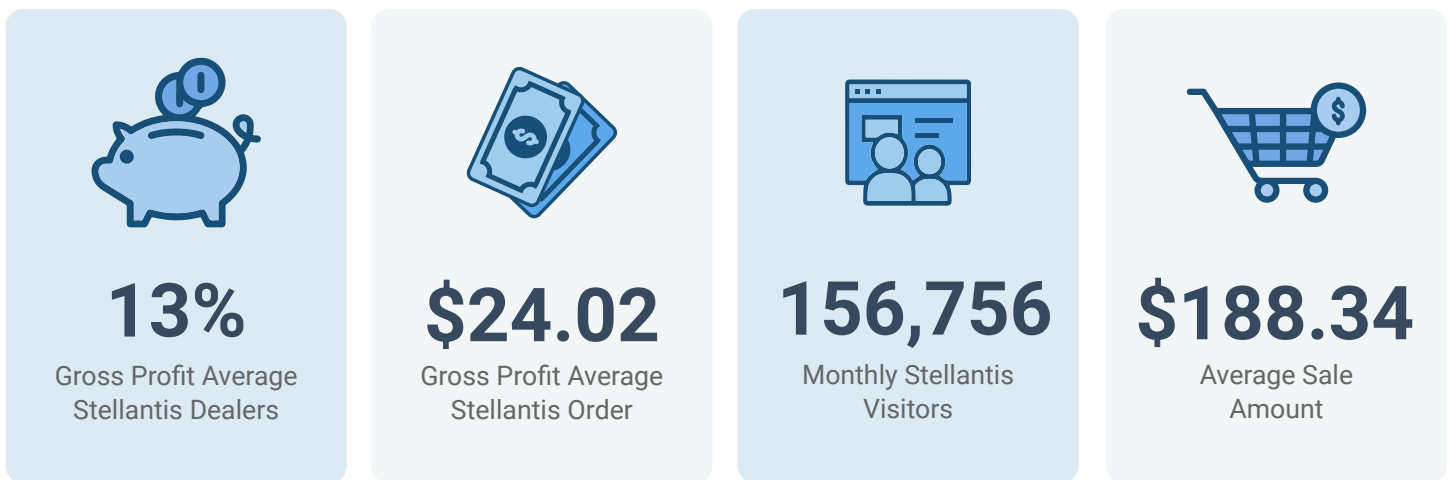 13%
Gross Profit Average
Stellantis Dealers
$24.02
Gross Profit Average
Stellantis Order
156,756
Monthly Stellantis
Visitors
$
$188.34
Average Sale
Amount